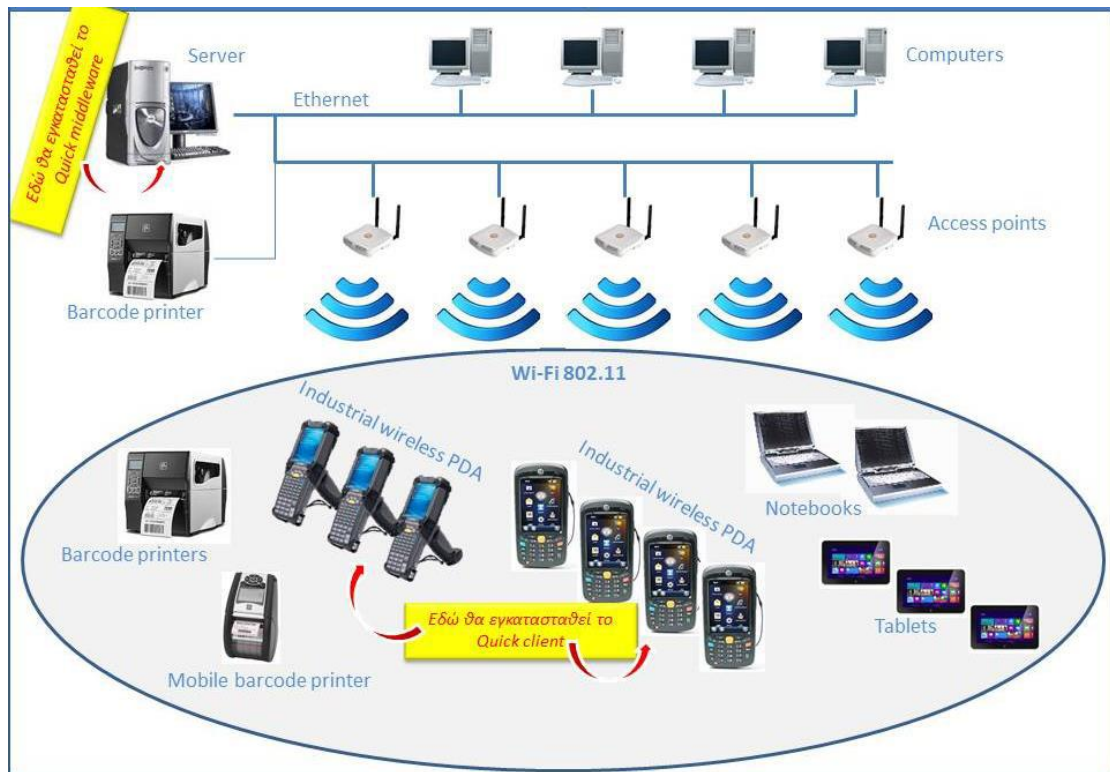 Server
Computers
Ethernet
Εδώ θα εγκατασταθεί το
Quick middleware
Access points
Barcode printer
Wi-Fi 802.11
Industrial wireless PDA
Industrial wireless PDA
Notebooks
Barcode printers
Εδώ θα εγκατασταθεί το
Quick client
Tablets
Mobile barcode printer